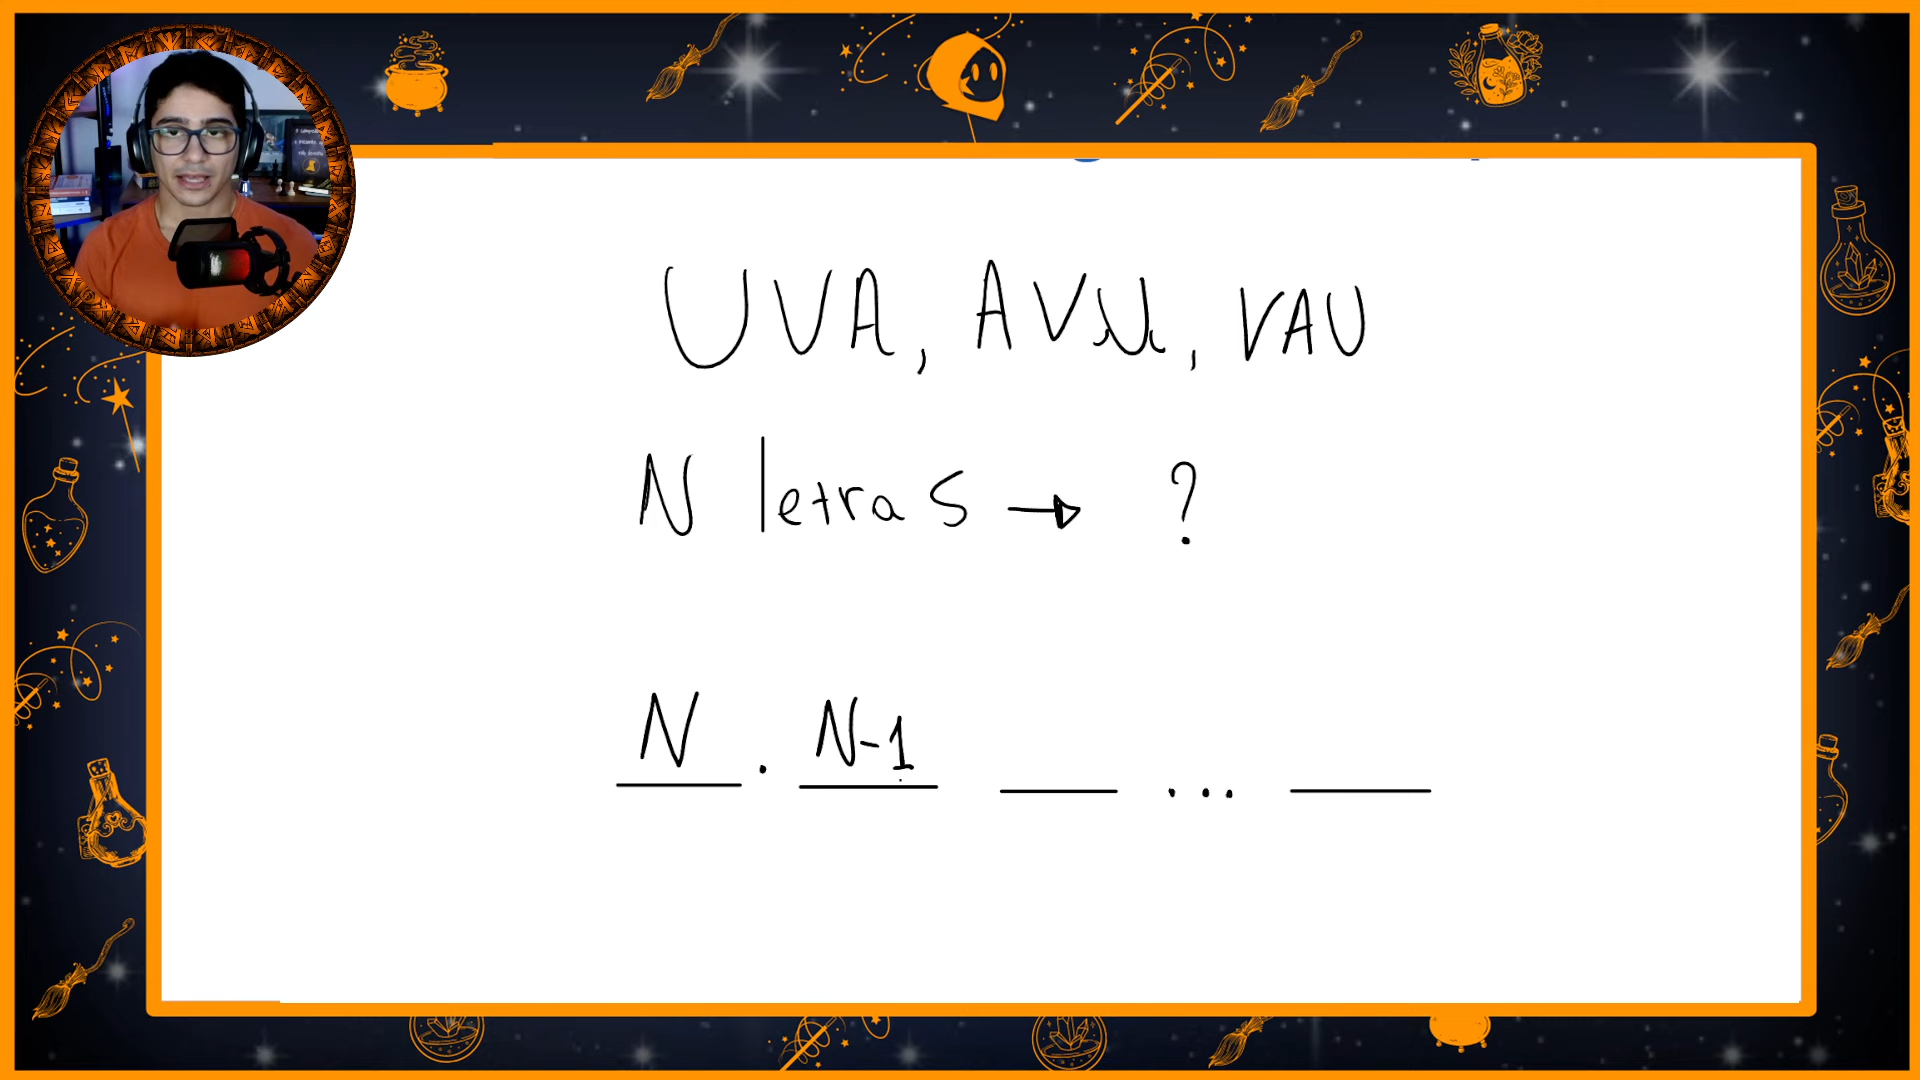 UVA, AVU, VAU
N letras → ?
N . N-1 ___ ... ___